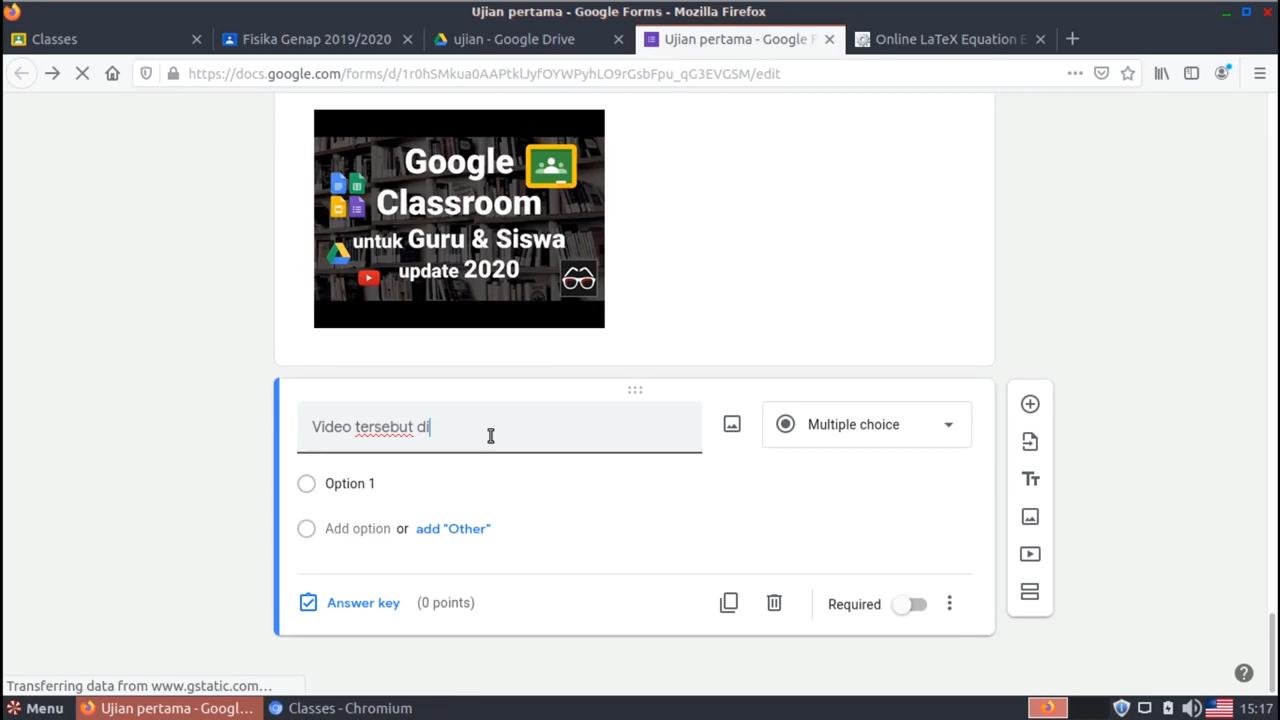 Ujian pertama - Google Forms - Mozilla Firefox
Classes
Fisika Genap 2019/2020
ujian - Google Drive
Ujian pertama - Google F
Online LaTeX Equation E
https://docs.google.com/forms/d/1r0hSMkua0AAPtklJyfOYWPyhLO9rGsbFpu_qG3EVGSM/edit
Google
Classroom
untuk Guru & Siswa
update 2020
Video tersebut di
Multiple choice
Option 1
Add option or add "Other"
Answer key (0 points)
Required
Transferring data from www.gstatic.com…
Menu
Ujian pertama - Googl…
Classes - Chromium
15:17